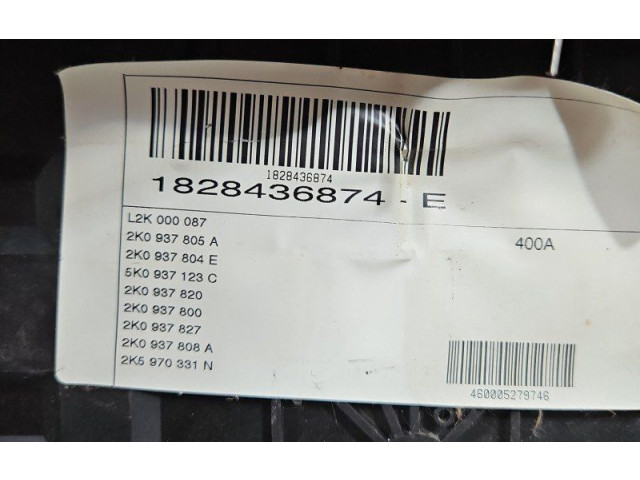 1828436874
1828436874 - E
L2K 000 087
2K0 937 805 A
2K0 937 804 E
5K0 937 123 C
2K0 937 820
2K0 937 800
2K0 937 827
2K0 937 808 A
2K5 970 331 N
400A
460005279746